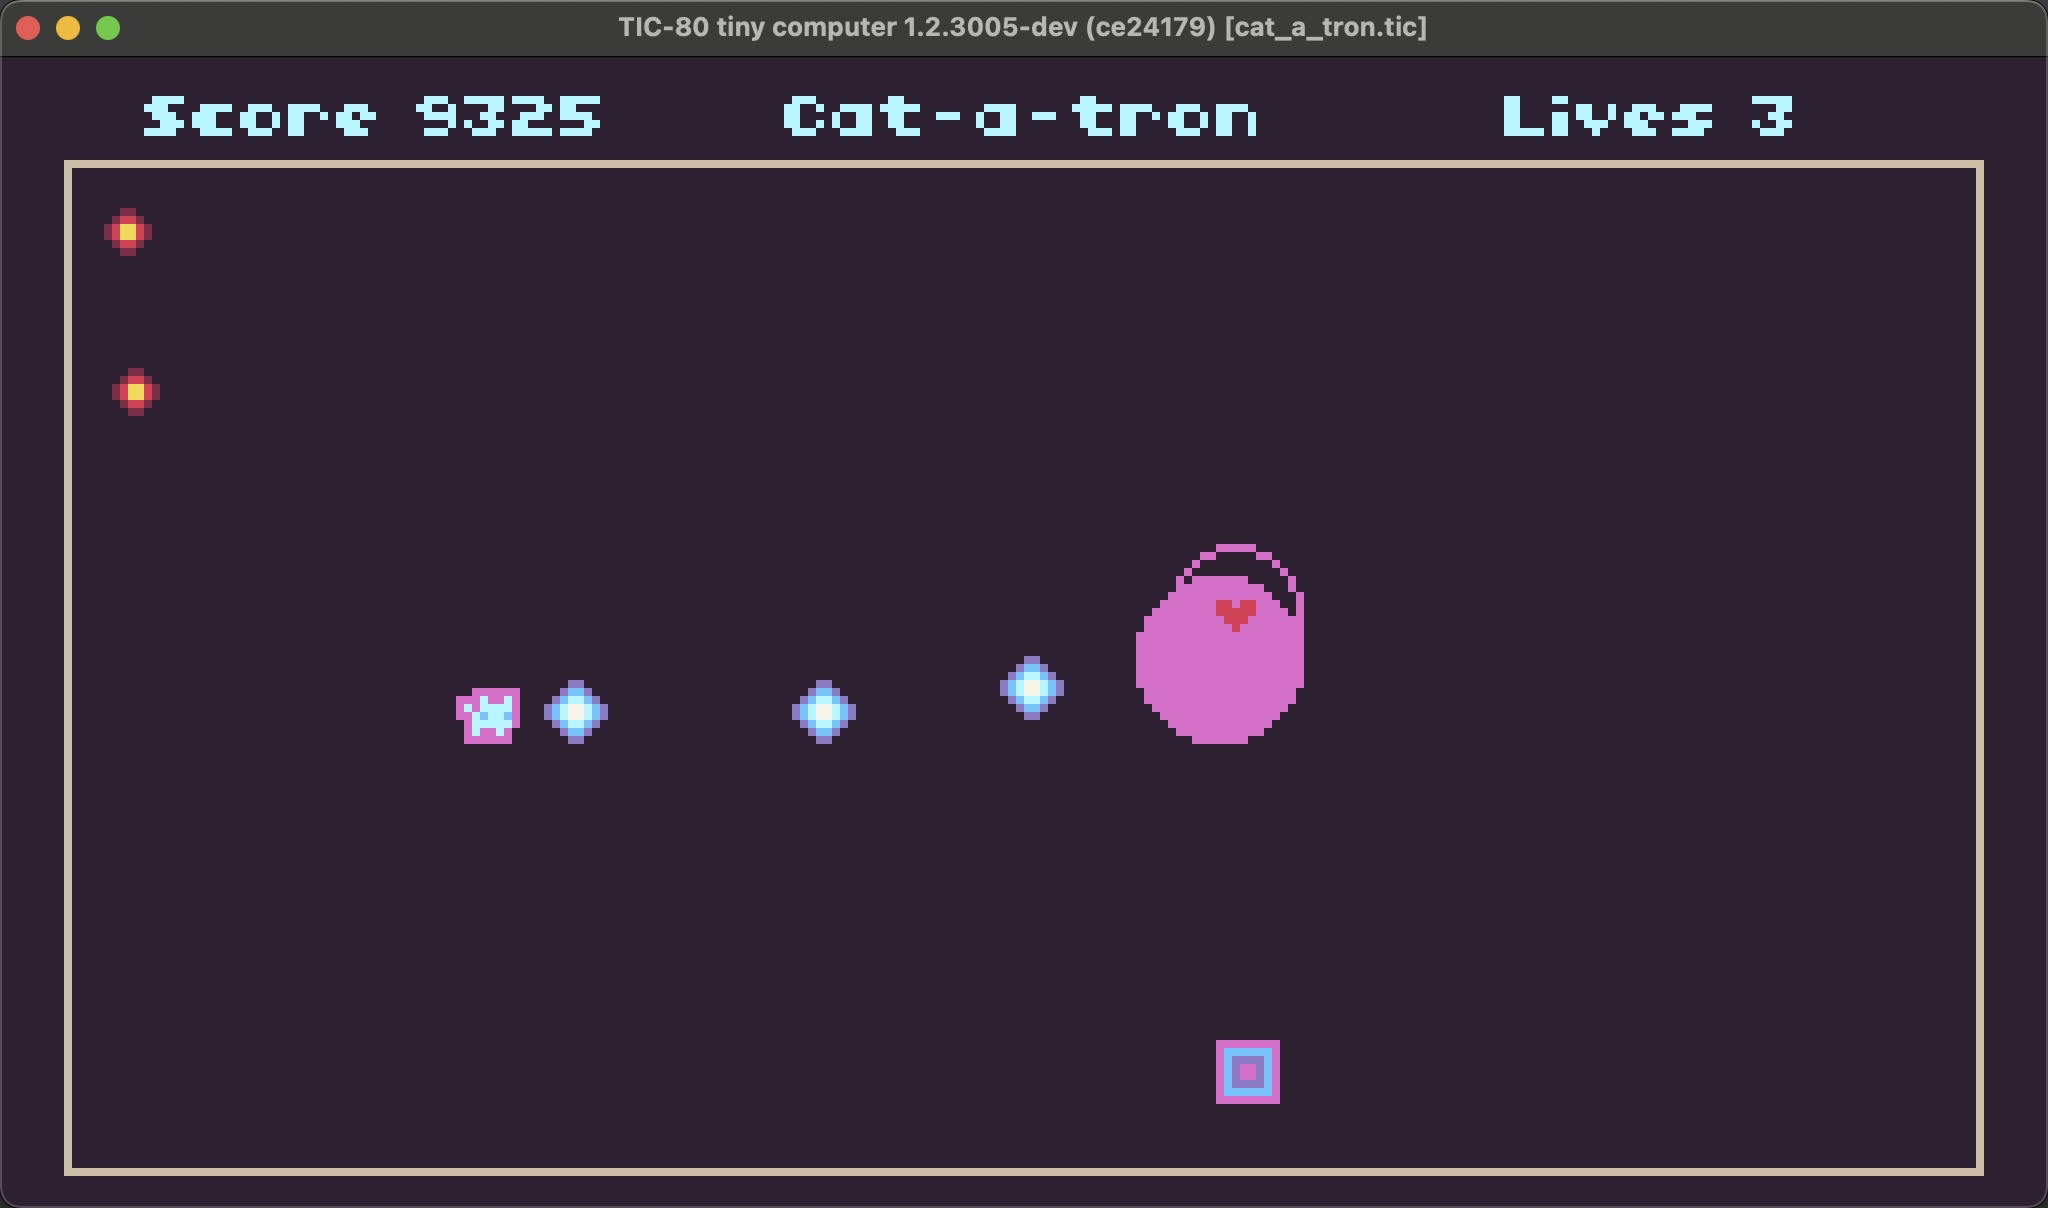 TIC-80 tiny computer 1.2.3005-dev (ce24179) [cat_a_tron.tic]
Score 9325 Cat-a-tron Lives 3